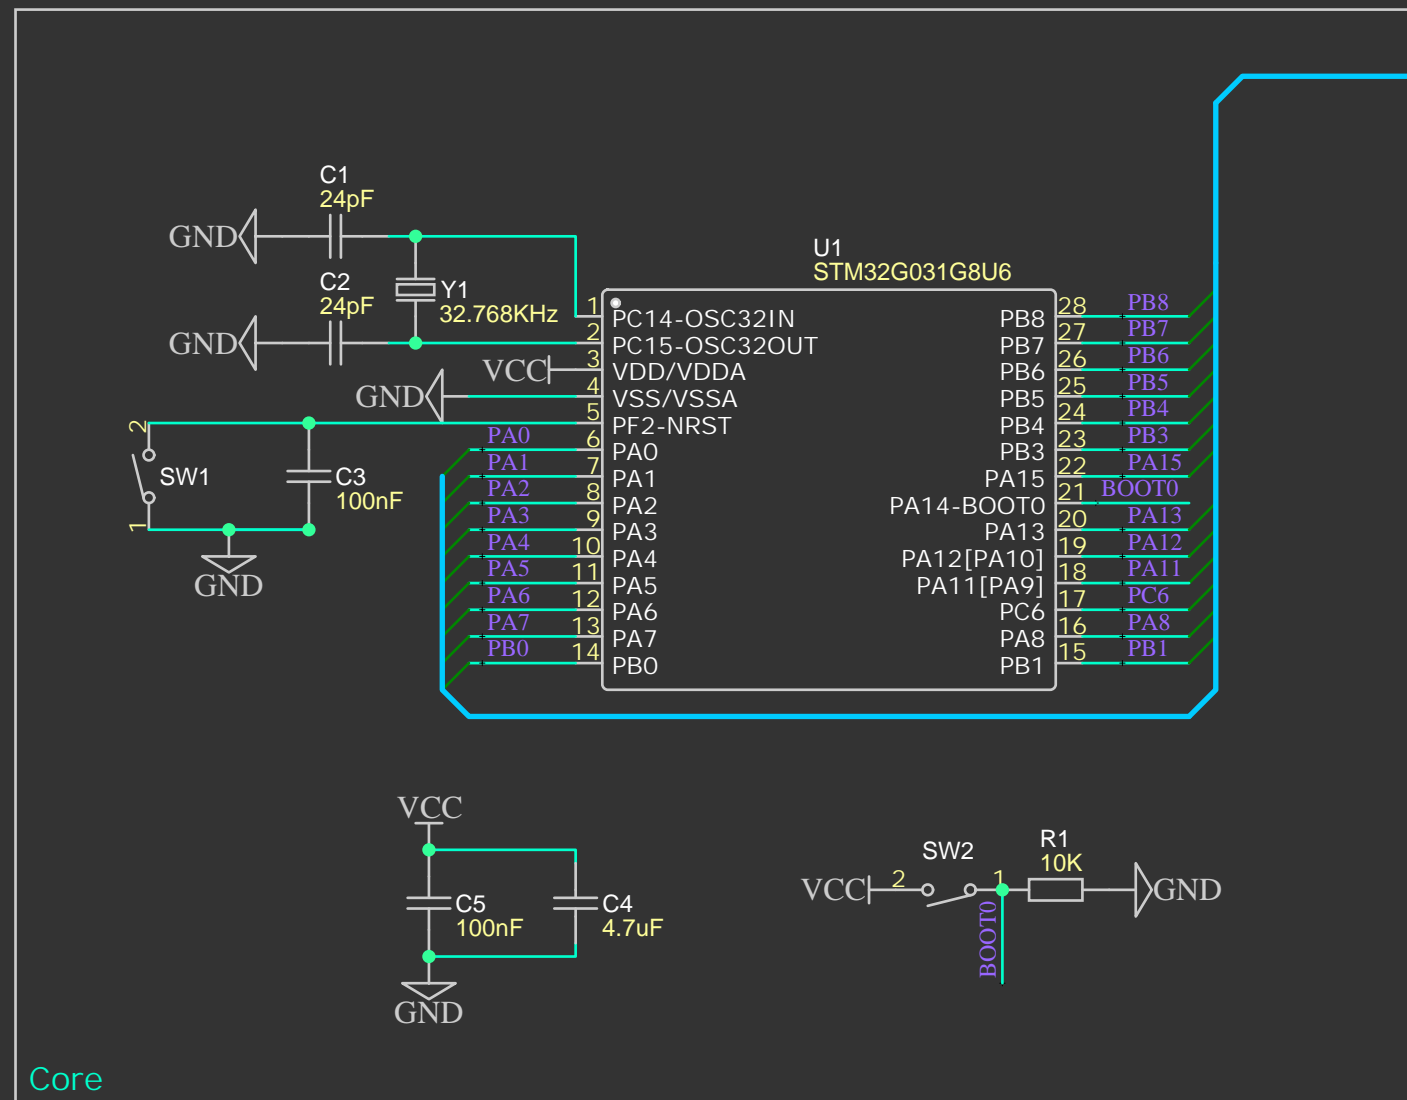 C1
24pF
GND
C2
24pF
GND
Y1
32.768KHz
U1
STM32G031G8U6
1 PC14-OSC32IN
2 PC15-OSC32OUT
VCC 3 VDD/VDDA
GND 4 VSS/VSSA
5 PF2-NRST
PA0 6 PA0
PA1 7 PA1
PA2 8 PA2
PA3 9 PA3
PA4 10 PA4
PA5 11 PA5
PA6 12 PA6
PA7 13 PA7
PB0 14 PB0
PB8 28 PB8
PB7 27 PB7
PB6 26 PB6
PB5 25 PB5
PB4 24 PB4
PB3 23 PB3
PA15 22 PA15
PA14-BOOT0 21 BOOT0
PA13 20 PA13
PA12[PA10] 19 PA12
PA11[PA9] 18 PA11
PC6 17 PC6
PA8 16 PA8
PB1 15 PB1
2
SW1
1
C3
100nF
GND
VCC
C5
100nF
C4
4.7uF
GND
SW2
R1
10K
VCC 2 1 GND
BOOT0
Core